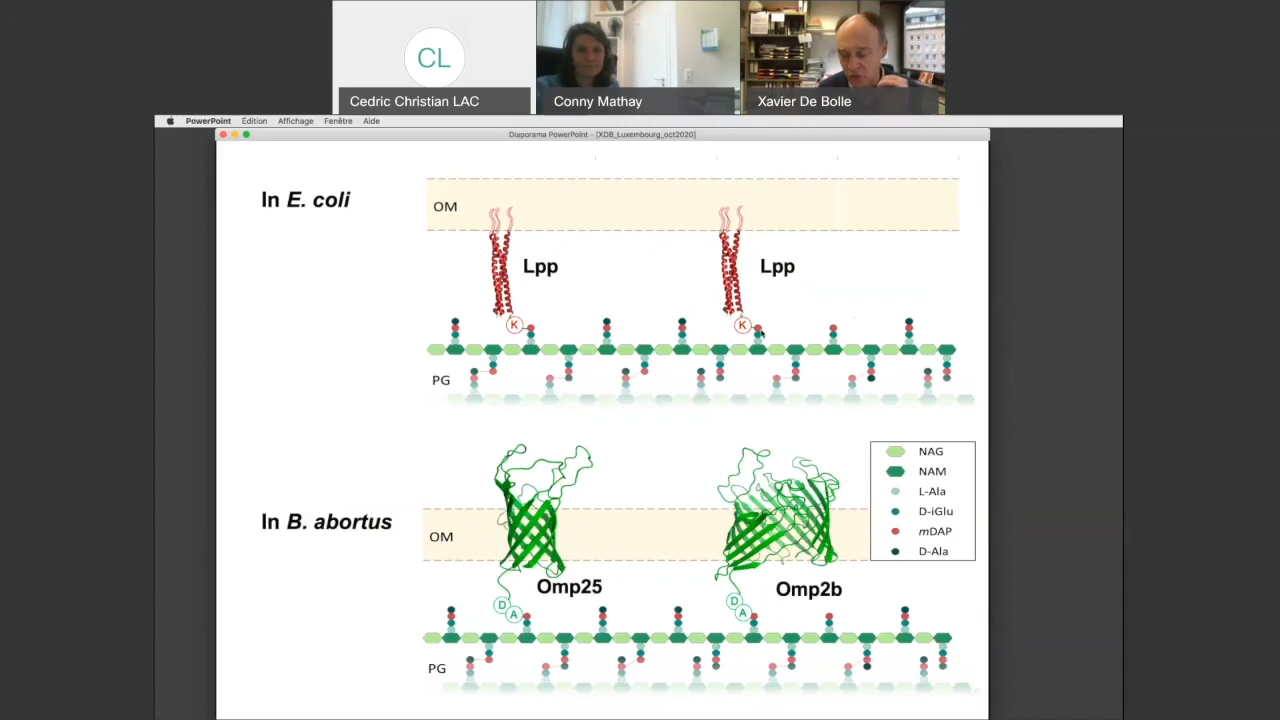 CL
Cedric Christian LAC
Conny Mathay
Xavier De Bolle
PowerPoint Édition Affichage Fenêtre Aide
Diaporama PowerPoint - [XDB_Luxembourg_oct2020]
In E. coli
OM
Lpp
Lpp
K
K
PG
In B. abortus
OM
Omp25
Omp2b
D
A
D
A
PG
NAG
NAM
L-Ala
D-iGlu
mDAP
D-Ala